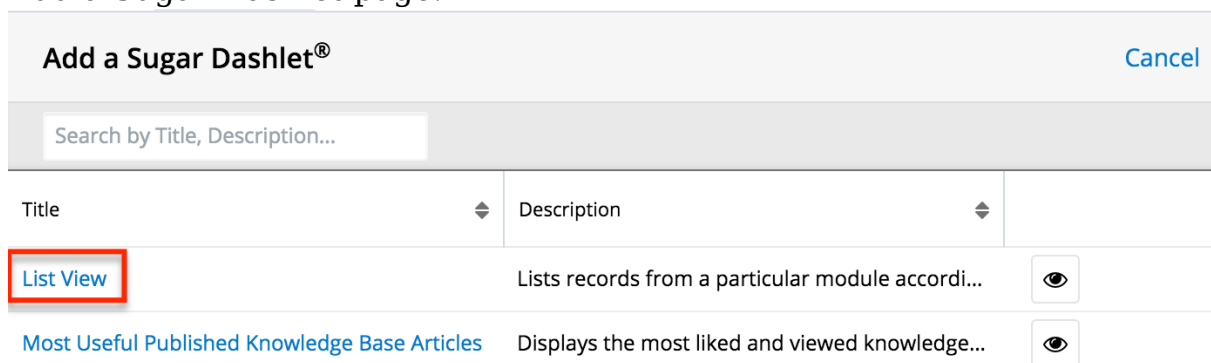 Add a Sugar Dashlet®
Cancel
Search by Title, Description...
Title
Description
List View
Lists records from a particular module accordi...
Most Useful Published Knowledge Base Articles
Displays the most liked and viewed knowledge...